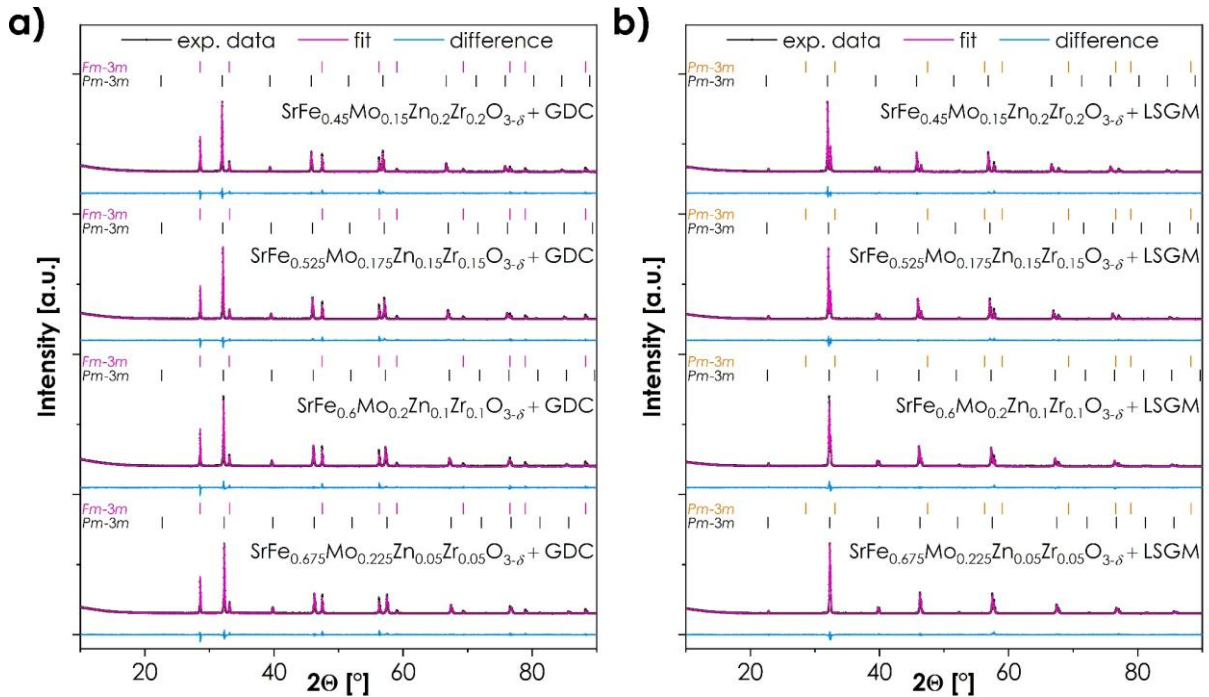 a)
exp. data fit difference
Fm-3m
Pm-3m
SrFe0.45Mo0.15Zn0.2Zr0.2O3-δ + GDC
Fm-3m
Pm-3m
SrFe0.525Mo0.175Zn0.15Zr0.15O3-δ + GDC
Fm-3m
Pm-3m
SrFe0.6Mo0.2Zn0.1Zr0.1O3-δ + GDC
Fm-3m
Pm-3m
SrFe0.675Mo0.225Zn0.05Zr0.05O3-δ + GDC
Intensity [a.u.]
20 40 60 80
2Θ [°]
b)
exp. data fit difference
Fm-3m
Pm-3m
SrFe0.45Mo0.15Zn0.2Zr0.2O3-δ + LSGM
Fm-3m
Pm-3m
SrFe0.525Mo0.175Zn0.15Zr0.15O3-δ + LSGM
Fm-3m
Pm-3m
SrFe0.6Mo0.2Zn0.1Zr0.1O3-δ + LSGM
Fm-3m
Pm-3m
SrFe0.675Mo0.225Zn0.05Zr0.05O3-δ + LSGM
Intensity [a.u.]
20 40 60 80
2Θ [°]